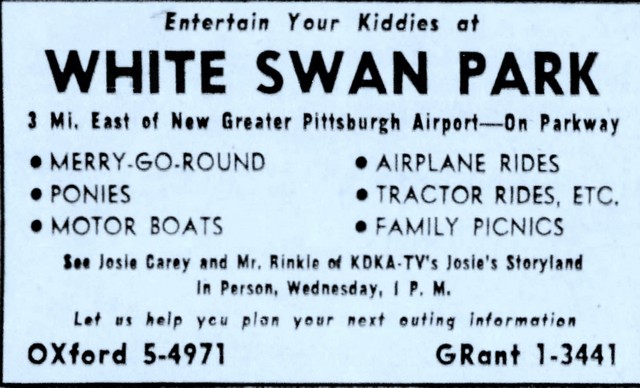 Entertain Your Kiddies at
WHITE SWAN PARK
3 Mi. East of New Greater Pittsburgh Airport—On Parkway
• MERRY-GO-ROUND
• PONIES
• MOTOR BOATS
• AIRPLANE RIDES
• TRACTOR RIDES, ETC.
• FAMILY PICNICS
See Josie Carey and Mr. Rinkle of KDKA-TV's Josie's Storyland
In Person, Wednesday, 1 P. M.
Let us help you plan your next outing information
OXford 5-4971
GRant 1-3441